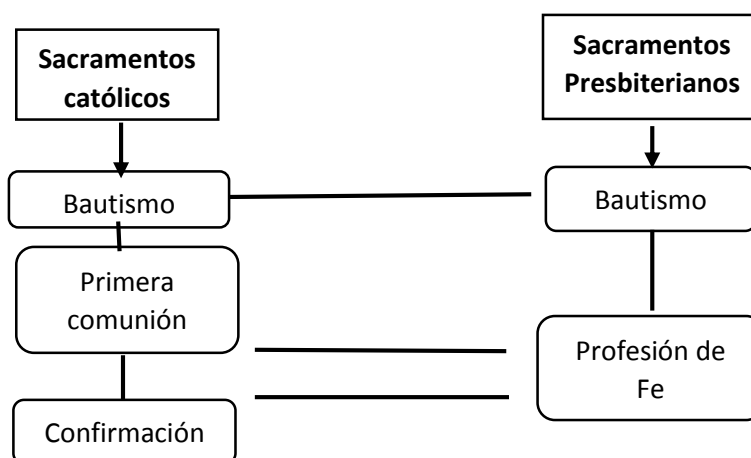 Sacramentos
católicos
Sacramentos
Presbiterianos
Bautismo
Bautismo
Primera
comunión
Profesión de
Fe
Confirmación